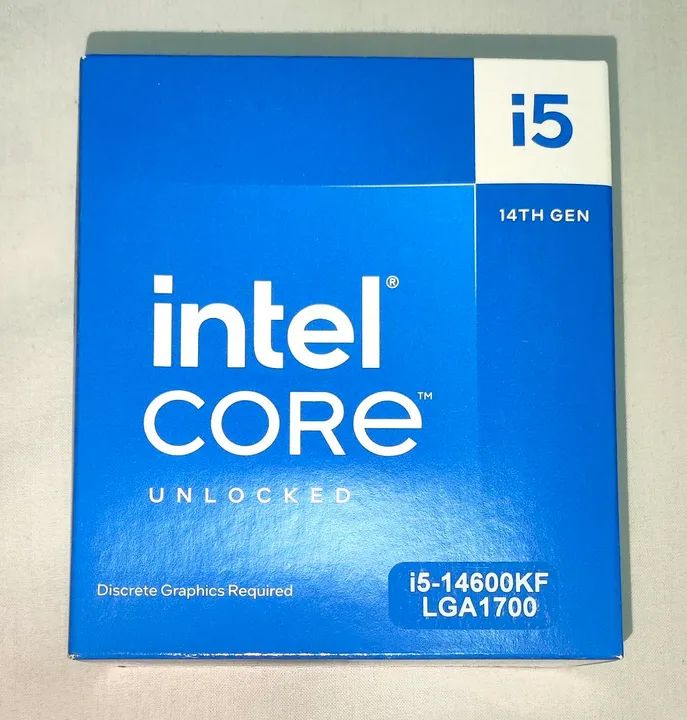 i5
14TH GEN
intel®
CORE™
UNLOCKED
Discrete Graphics Required
i5-14600KF
LGA1700